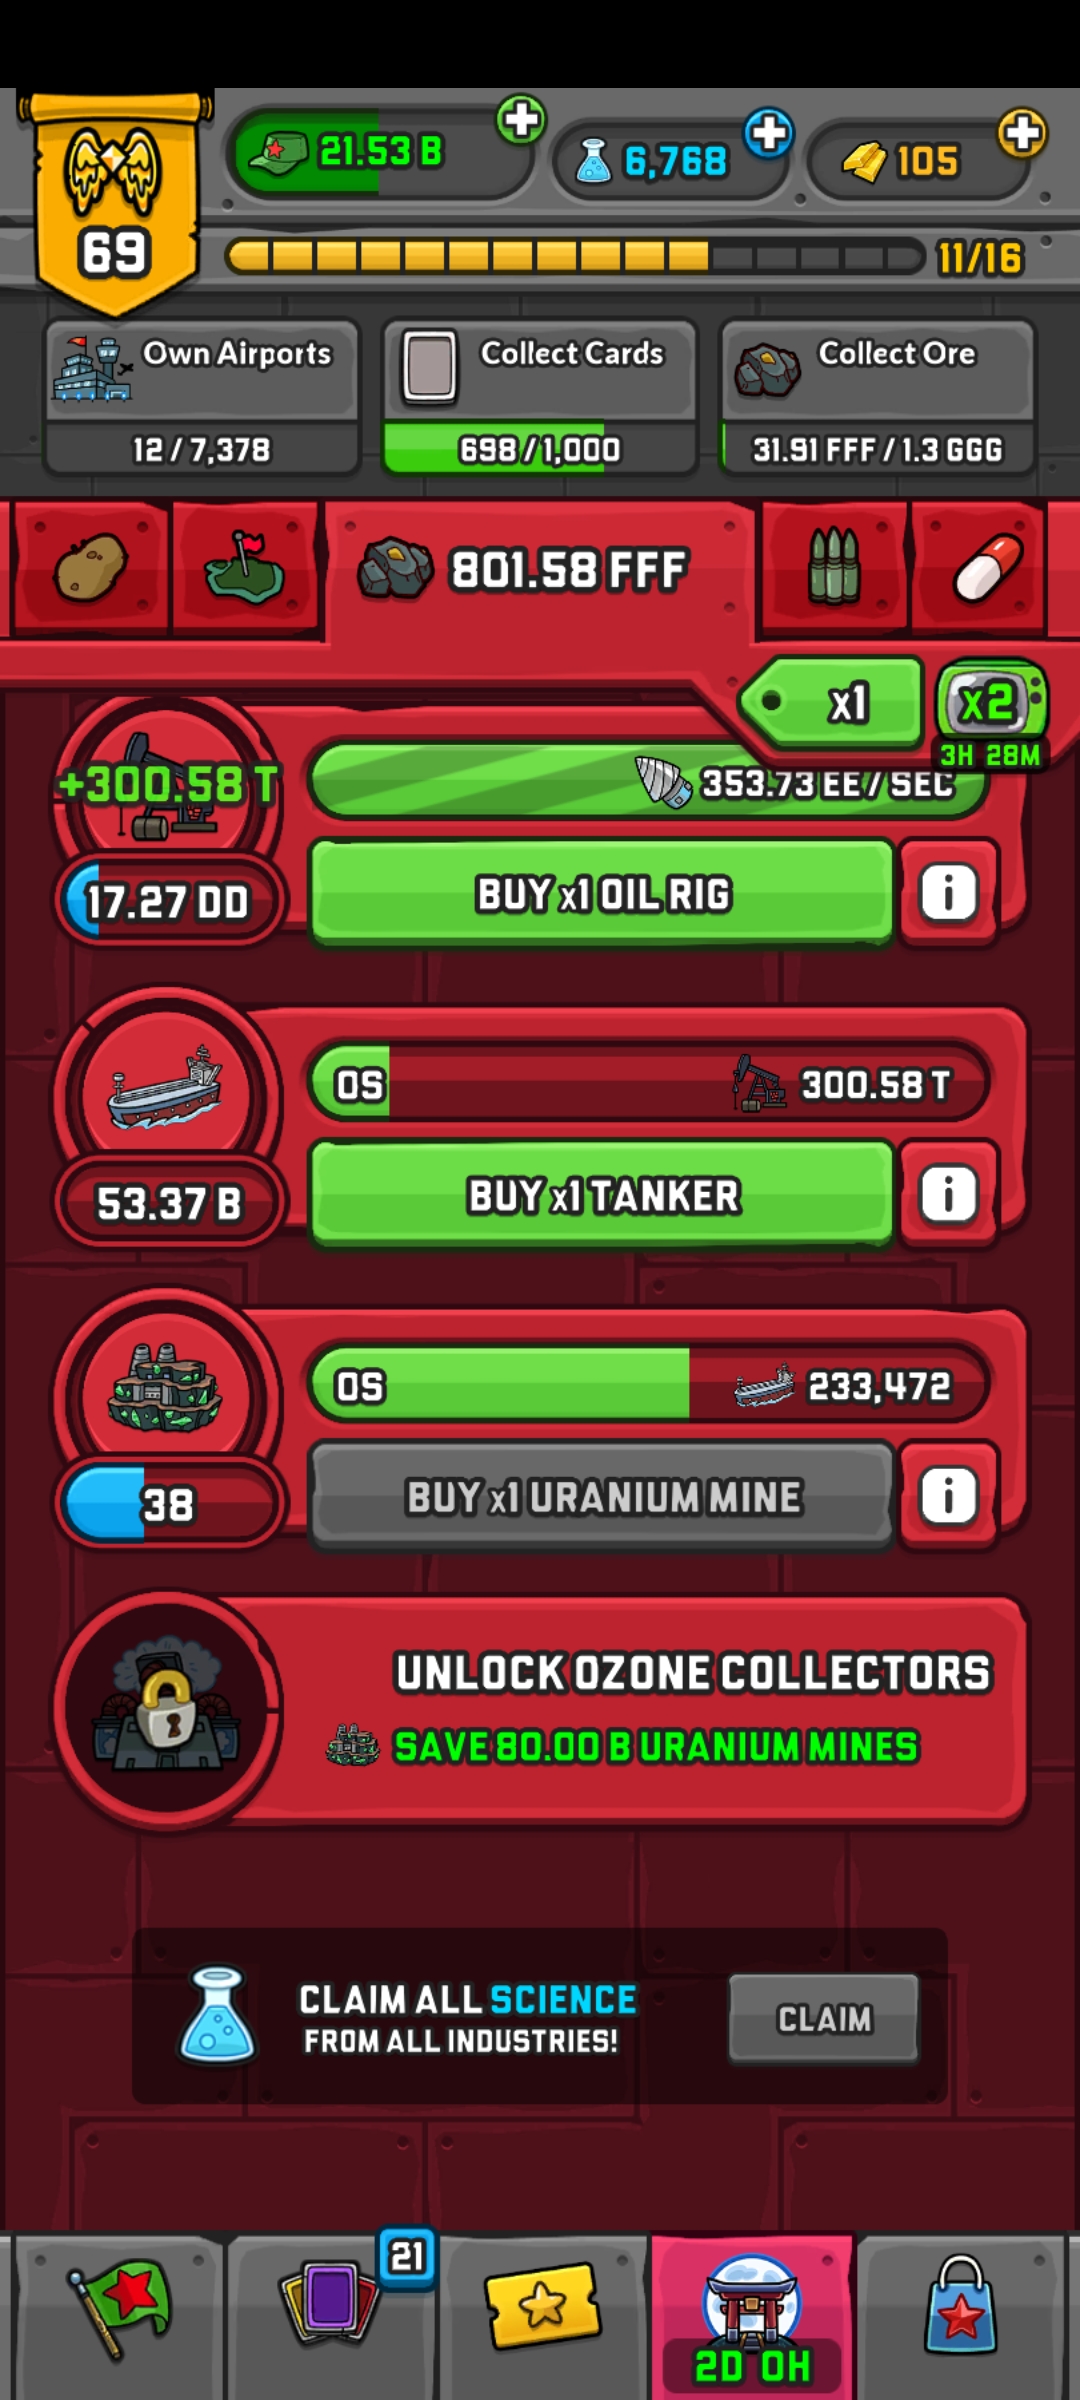 21.53 B
6,768
105
69
11/16
Own Airports
Collect Cards
Collect Ore
12 / 7,378
698 / 1,000
31.91 FFF / 1.3 GGG
801.58 FFF
x1
x2
3H 28M
+300.58 T
353.73 EE / SEC
17.27 DD
BUY x1 OIL RIG
i
0S
300.58 T
53.37 B
BUY x1 TANKER
i
0S
233,472
38
BUY x1 URANIUM MINE
i
UNLOCK OZONE COLLECTORS
SAVE 80.00 B URANIUM MINES
CLAIM ALL SCIENCE
FROM ALL INDUSTRIES!
CLAIM
21
2D 0H